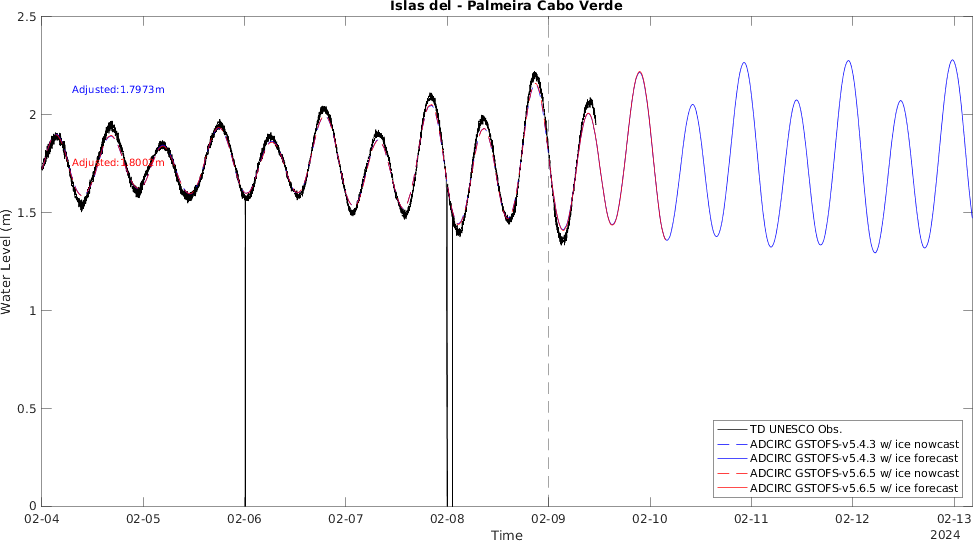 Islas del - Palmeira Cabo Verde
2.5
2
1.5
1
0.5
0
Water Level (m)
Adjusted:1.7973m
Adjusted:1.8007m
TD UNESCO Obs.
ADCIRC GSTOFS-v5.4.3 w/ ice nowcast
ADCIRC GSTOFS-v5.4.3 w/ ice forecast
ADCIRC GSTOFS-v5.6.5 w/ ice nowcast
ADCIRC GSTOFS-v5.6.5 w/ ice forecast
02-04 02-05 02-06 02-07 02-08 02-09 02-10 02-11 02-12 02-13
Time
2024